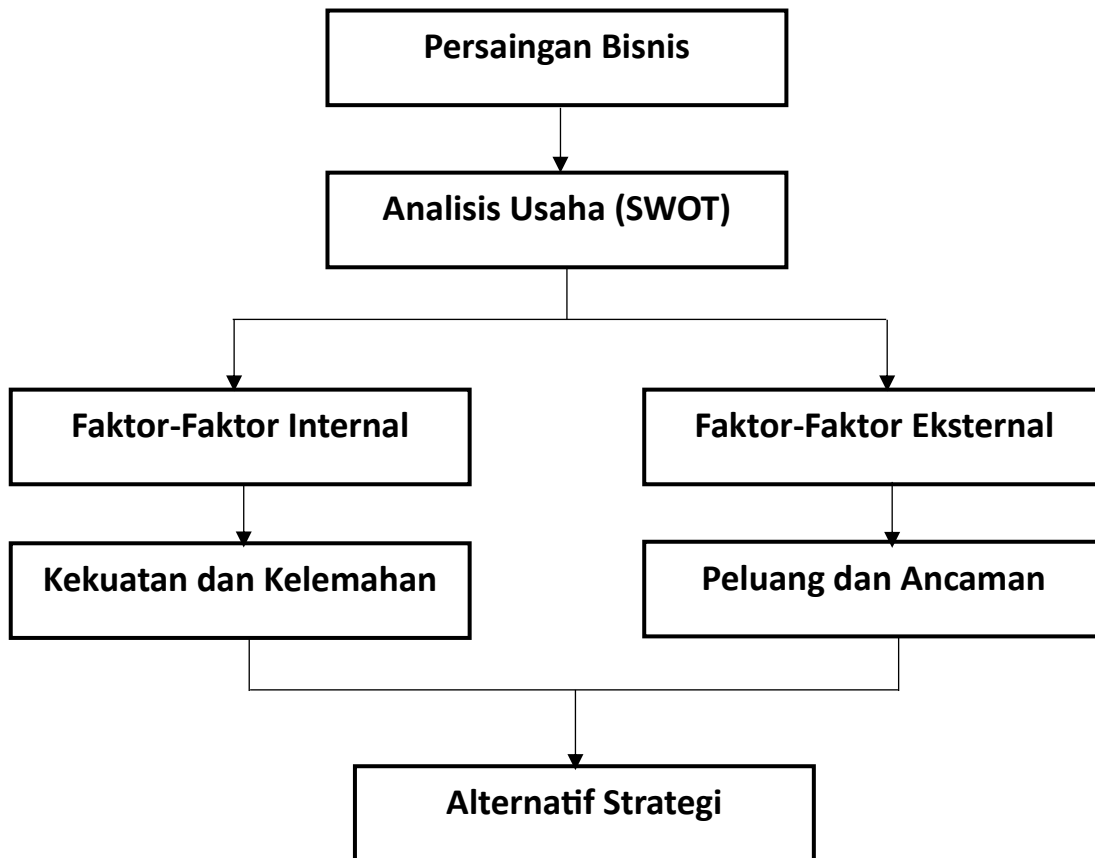 Persaingan Bisnis
Analisis Usaha (SWOT)
Faktor-Faktor Internal
Faktor-Faktor Eksternal
Kekuatan dan Kelemahan
Peluang dan Ancaman
Alternatif Strategi